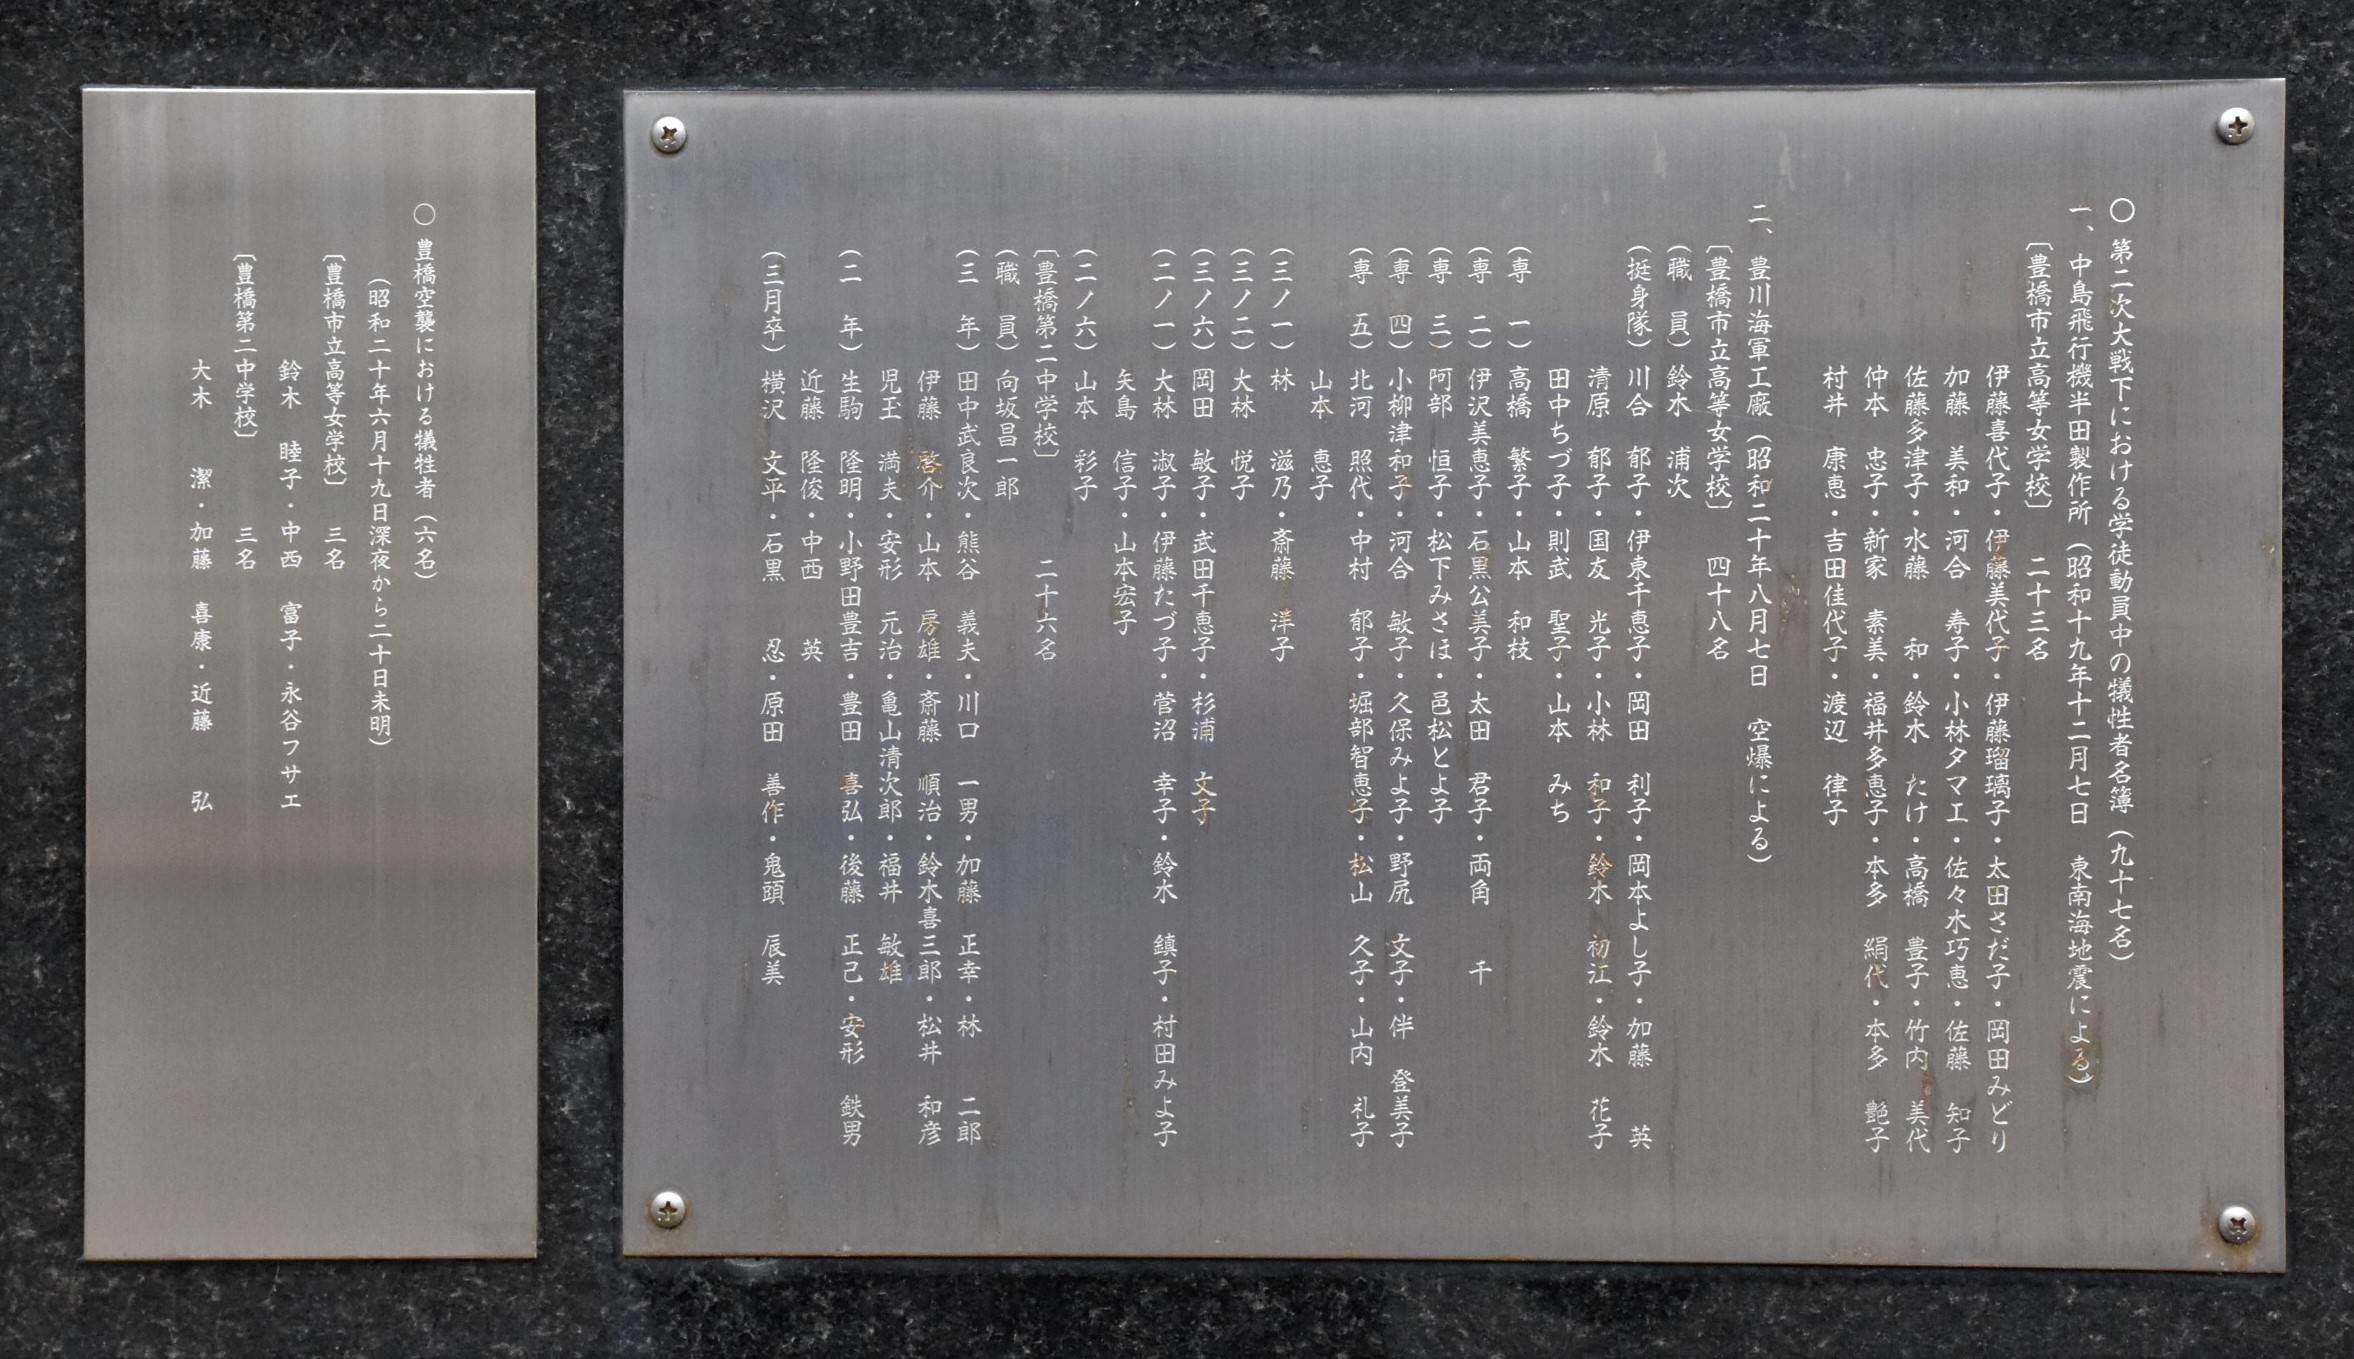 〇 第二次大戦下における学徒動員中の犠牲者名簿（九十七名）
一、中島飛行機半田製作所（昭和十九年十二月七日 東南海地震による）
〔豊橋市立高等女学校〕 二十三名
伊藤喜代子・伊藤美代子・伊藤瑠璃子・太田さだ子・岡田みどり
加藤 美和・河合 寿子・小林タマエ・佐々木巧恵・佐藤 知子
佐藤多津子・水藤 和・鈴木 たけ・高橋 豊子・竹内 美代
仲本 忠子・新家 素美・福井多恵子・本多 絹代・本多 艶子
村井 康恵・吉田佳代子・渡辺 律子
二、豊川海軍工廠（昭和二十年八月七日 空爆による）
〔豊橋市立高等女学校〕 四十八名
（職 員）鈴木 浦次
（挺身隊）川合 郁子・伊東千恵子・岡田 利子・岡本よし子・加藤 英
清原 郁子・国友 光子・小林 和子・鈴木 初江・鈴木 花子
田中ちづ子・則武 聖子・山本 みち
（専 一）高橋 繁子・山本 和枝
（専 二）伊沢美恵子・石黒公美子・太田 君子・両角 千
（専 三）阿部 恒子・松下みさほ・邑松とよ子
（専 四）小柳津和子・河合 敏子・久保みよ子・野尻 文子・伴 登美子
（専 五）北河 照代・中村 郁子・堀部智恵子・松山 久子・山内 礼子
山本 恵子
（三ノ一）林 滋乃・斎藤 洋子
（三ノ二）大林 悦子
（三ノ六）岡田 敏子・武田千恵子・杉浦 文子
（二ノ一）大林 淑子・伊藤たづ子・菅沼 幸子・鈴木 鎮子・村田みよ子
矢島 信子・山本宏子
（二ノ六）山本 彩子
〔豊橋第二中学校〕 二十六名
（職 員）向坂昌一郎
（三 年）田中武良次・熊谷 義夫・川口 一男・加藤 正幸・林 二郎
伊藤 啓介・山本 房雄・斎藤 順治・鈴木喜三郎・松井 和彦
児玉 満夫・安形 元治・亀山清次郎・福井 敏雄
（二 年）生駒 隆明・小野田豊吉・豊田 喜弘・後藤 正己・安形 鉄男
近藤 隆俊・中西 英
（三月卒）横沢 文平・石黒 忍・原田 善作・鬼頭 辰美
〇 豊橋空襲における犠牲者（六名）
（昭和二十年六月十九日深夜から二十日未明）
〔豊橋市立高等女学校〕 三名
鈴木 睦子・中西 富子・永谷フサエ
〔豊橋第二中学校〕 三名
大木 潔・加藤 喜康・近藤 弘